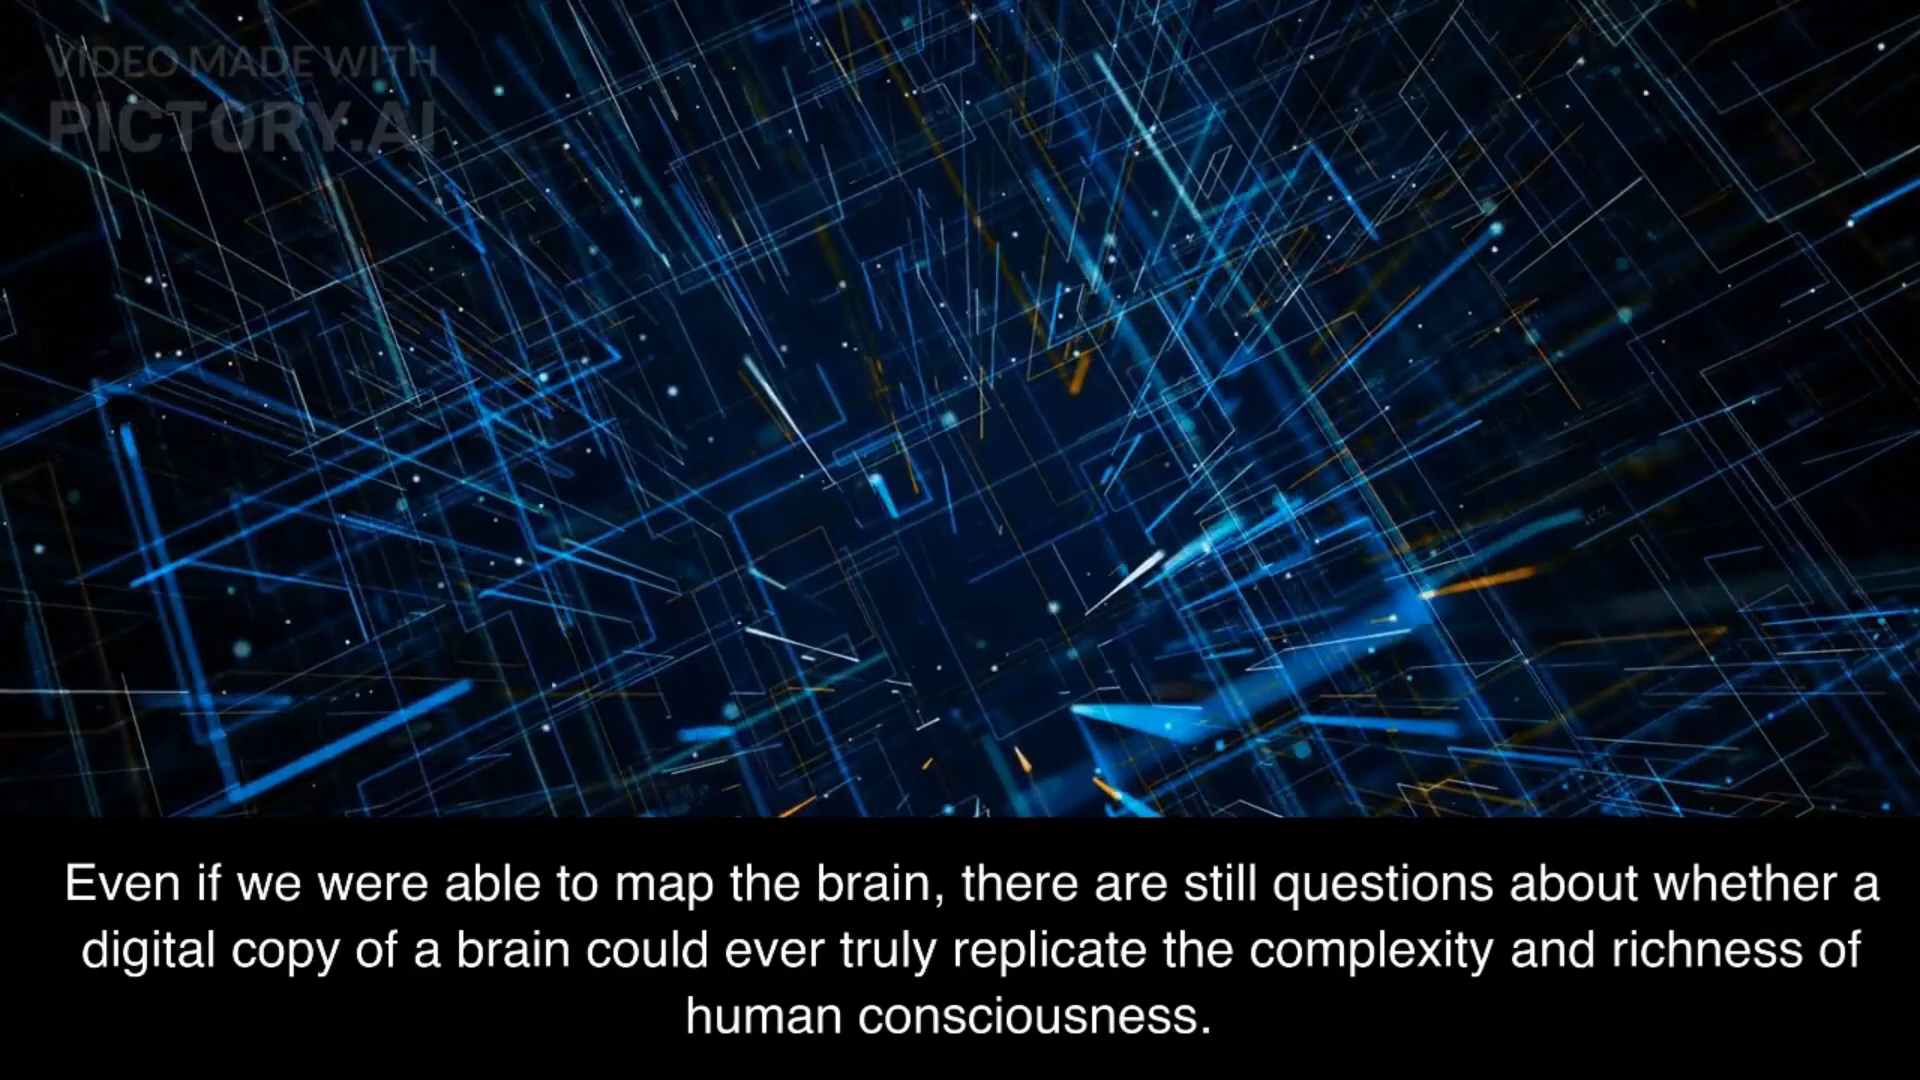 VIDEO MADE WITH
PICTORY.AI
Even if we were able to map the brain, there are still questions about whether a
digital copy of a brain could ever truly replicate the complexity and richness of
human consciousness.